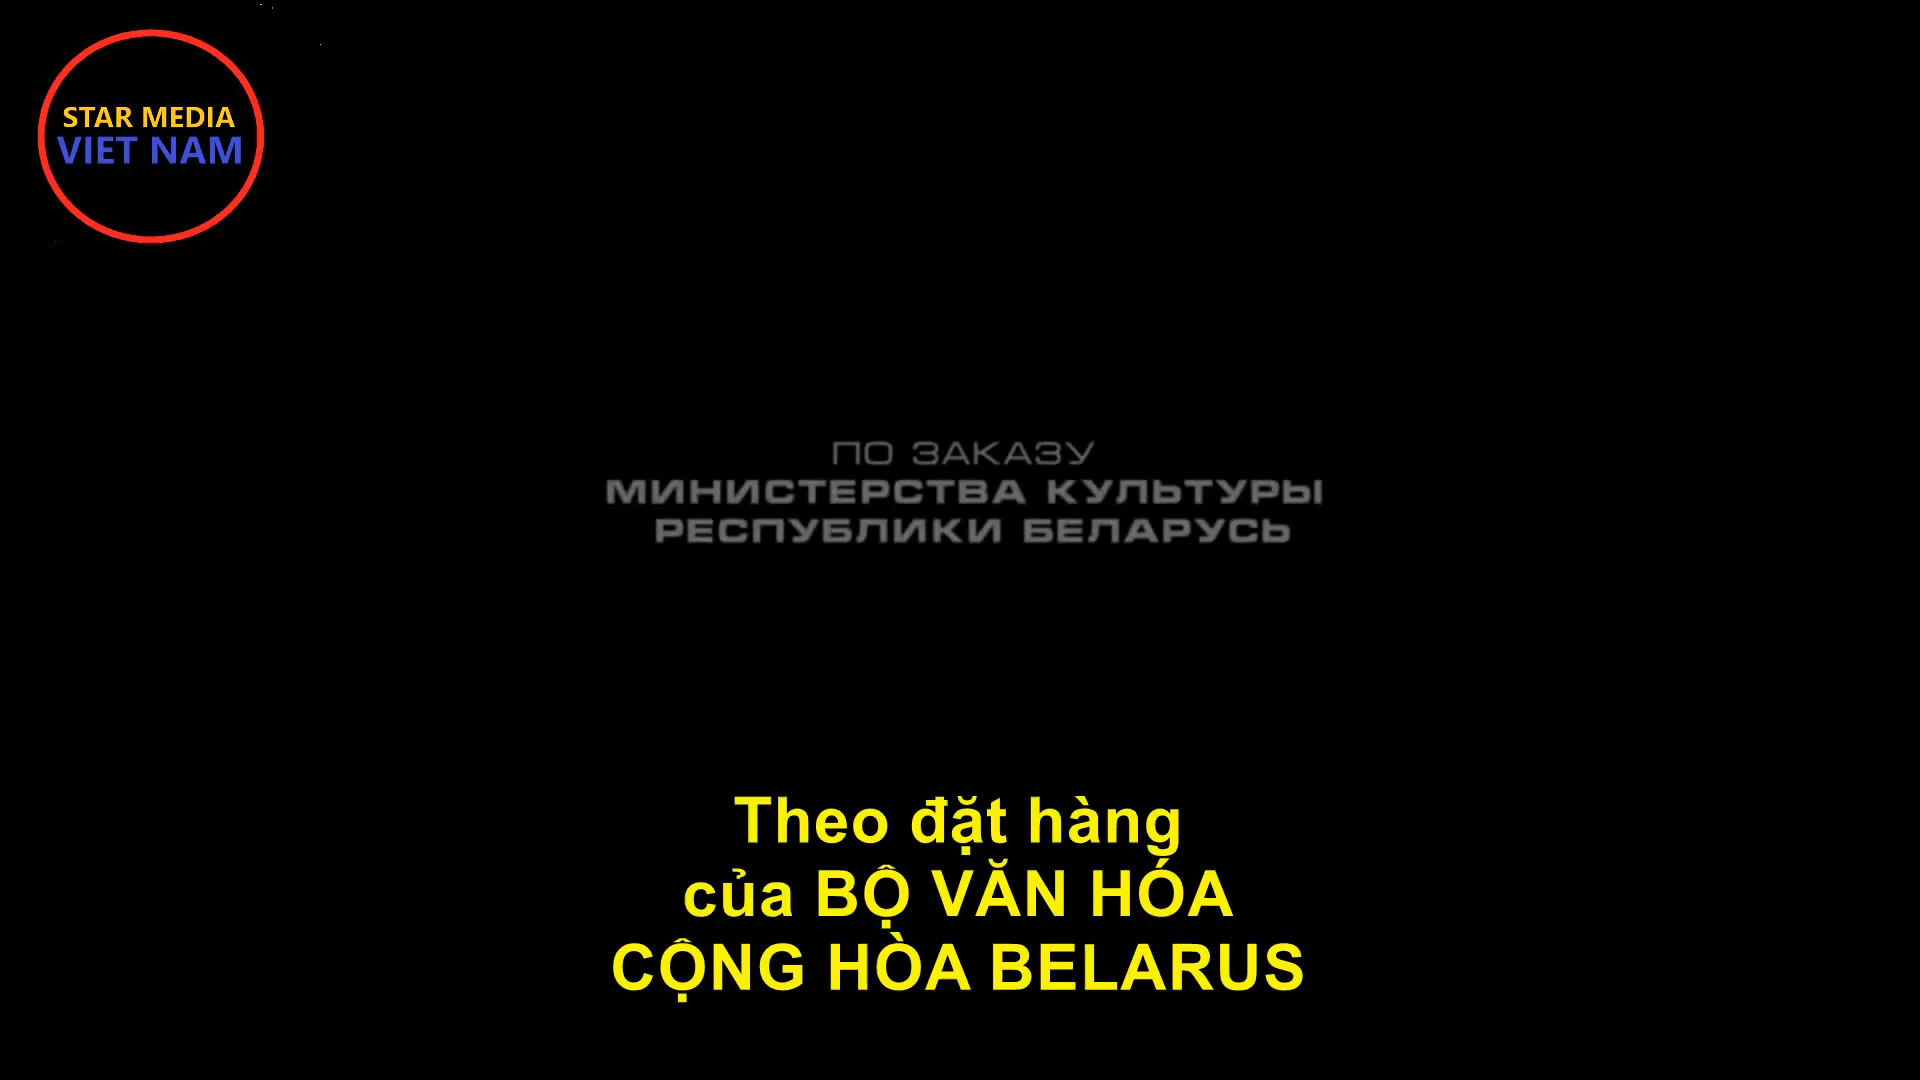 STAR MEDIA
VIET NAM
ПО ЗАКАЗУ
МИНИСТЕРСТВА КУЛЬТУРЫ
РЕСПУБЛИКИ БЕЛАРУСЬ
Theo đặt hàng
của BỘ VĂN HÓA
CỘNG HÒA BELARUS